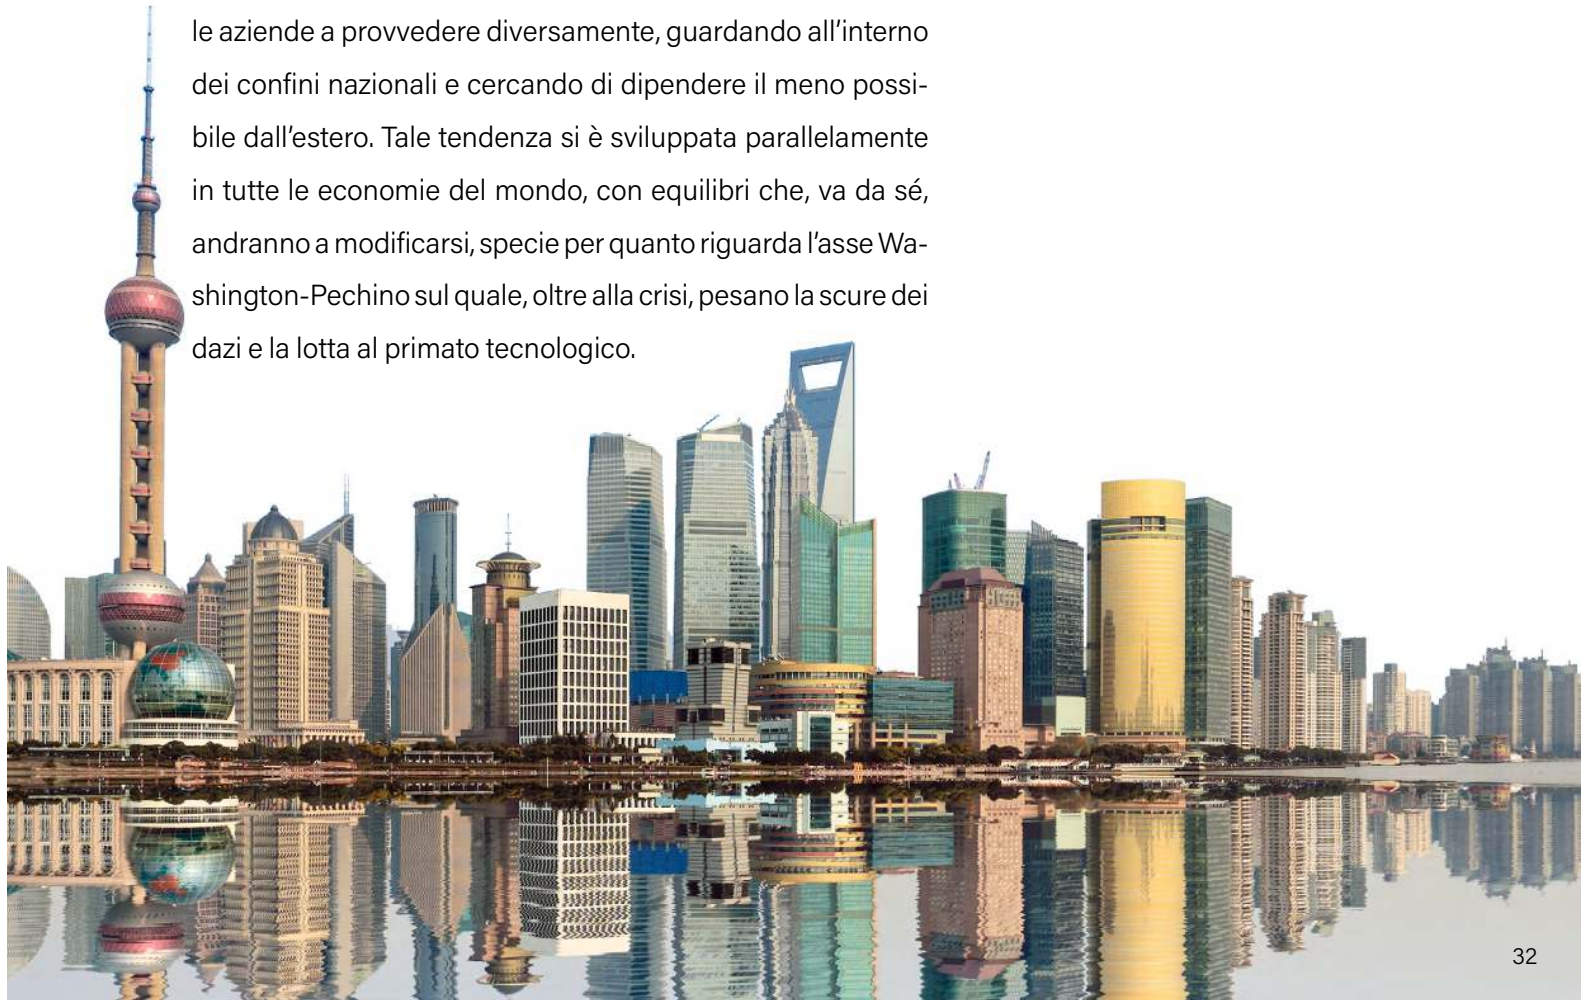 le aziende a provvedere diversamente, guardando all'interno
dei confini nazionali e cercando di dipendere il meno possi-
bile dall'estero. Tale tendenza si è sviluppata parallelamente
in tutte le economie del mondo, con equilibri che, va da sé,
andranno a modificarsi, specie per quanto riguarda l'asse Wa-
shington-Pechino sul quale, oltre alla crisi, pesano la scure dei
dazi e la lotta al primato tecnologico.
32